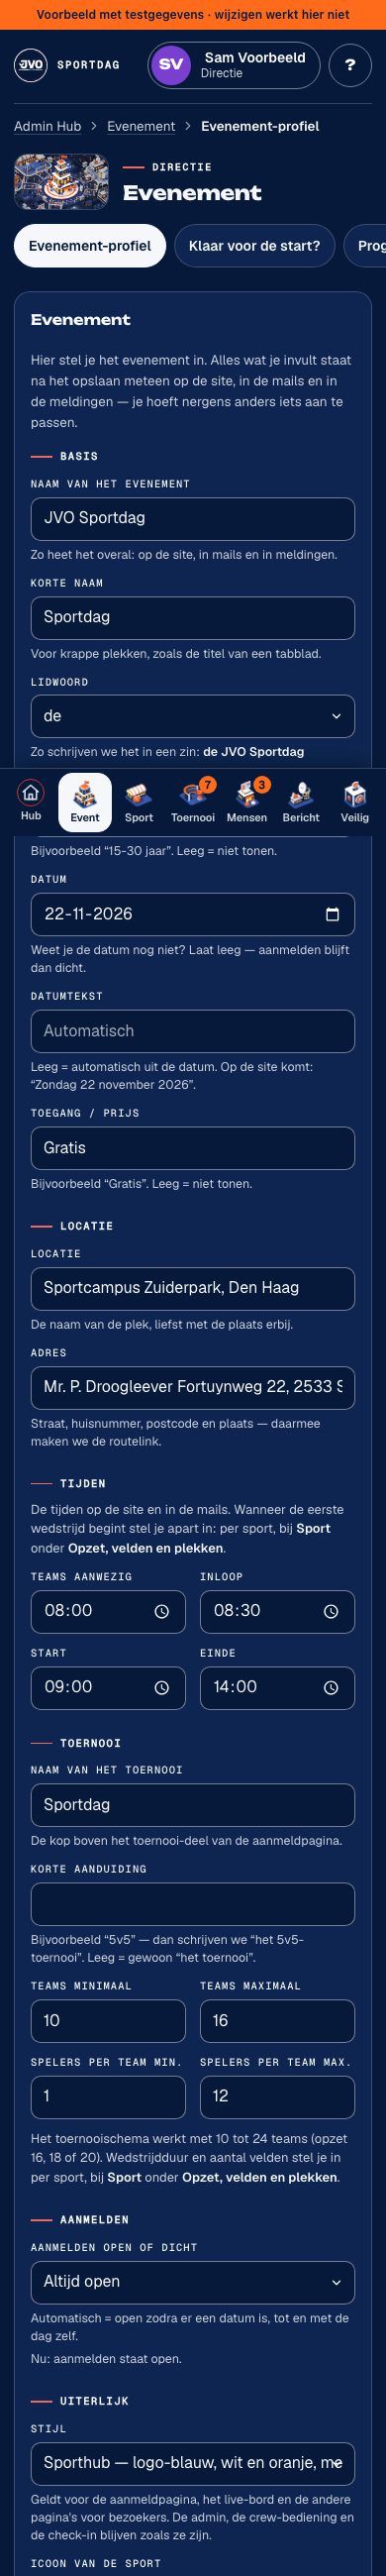 Voorbeeld met testgegevens · wijzigen werkt hier niet
JVO SPORTDAG
SV Sam Voorbeeld
Directie
?
Admin Hub > Evenement > Evenement-profiel
DIRECTIE
Evenement
Evenement-profiel Klaar voor de start? Prog
Evenement
Hier stel je het evenement in. Alles wat je invult staat
na het opslaan meteen op de site, in de mails en in
de meldingen — je hoeft nergens anders iets aan te
passen.
BASIS
NAAM VAN HET EVENEMENT
JVO Sportdag
Zo heet het overal: op de site, in mails en in meldingen.
KORTE NAAM
Sportdag
Voor krappe plekken, zoals de titel van een tabblad.
LIDWOORD
de
Zo schrijven we het in een zin: de JVO Sportdag
7 3
Hub Event Sport Toernooi Mensen Bericht Veilig
Bijvoorbeeld “15-30 jaar”. Leeg = niet tonen.
DATUM
22-11-2026
Weet je de datum nog niet? Laat leeg — aanmelden blijft
dan dicht.
DATUMTEKST
Automatisch
Leeg = automatisch uit de datum. Op de site komt:
“Zondag 22 november 2026”.
TOEGANG / PRIJS
Gratis
Bijvoorbeeld “Gratis”. Leeg = niet tonen.
LOCATIE
LOCATIE
Sportcampus Zuiderpark, Den Haag
De naam van de plek, liefst met de plaats erbij.
ADRES
Mr. P. Droogleever Fortuynweg 22, 2533 S
Straat, huisnummer, postcode en plaats — daarmee
maken we de routelink.
TIJDEN
De tijden op de site en in de mails. Wanneer de eerste
wedstrijd begint stel je apart in: per sport, bij Sport
onder Opzet, velden en plekken.
TEAMS AANWEZIG INLOOP
08:00 08:30
START EINDE
09:00 14:00
TOERNOOI
NAAM VAN HET TOERNOOI
Sportdag
De kop boven het toernooi-deel van de aanmeldpagina.
KORTE AANDUIDING
Bijvoorbeeld “5v5” — dan schrijven we “het 5v5-
toernooi”. Leeg = gewoon “het toernooi”.
TEAMS MINIMAAL TEAMS MAXIMAAL
10 16
SPELERS PER TEAM MIN. SPELERS PER TEAM MAX.
1 12
Het toernooischema werkt met 10 tot 24 teams (opzet
16, 18 of 20). Wedstrijdduur en aantal velden stel je in
per sport, bij Sport onder Opzet, velden en plekken.
AANMELDEN
AANMELDEN OPEN OF DICHT
Altijd open
Automatisch = open zodra er een datum is, tot en met de
dag zelf.
Nu: aanmelden staat open.
UITERLIJK
STIJL
Sporthub — logo-blauw, wit en oranje, me
Geldt voor de aanmeldpagina, het live-bord en de andere
pagina's voor bezoekers. De admin, de crew-bediening en
de check-in blijven zoals ze zijn.
ICOON VAN DE SPORT